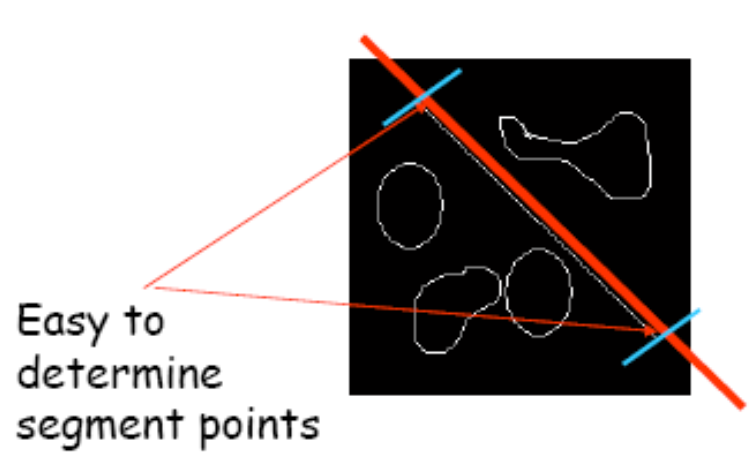 Easy to
determine
segment points